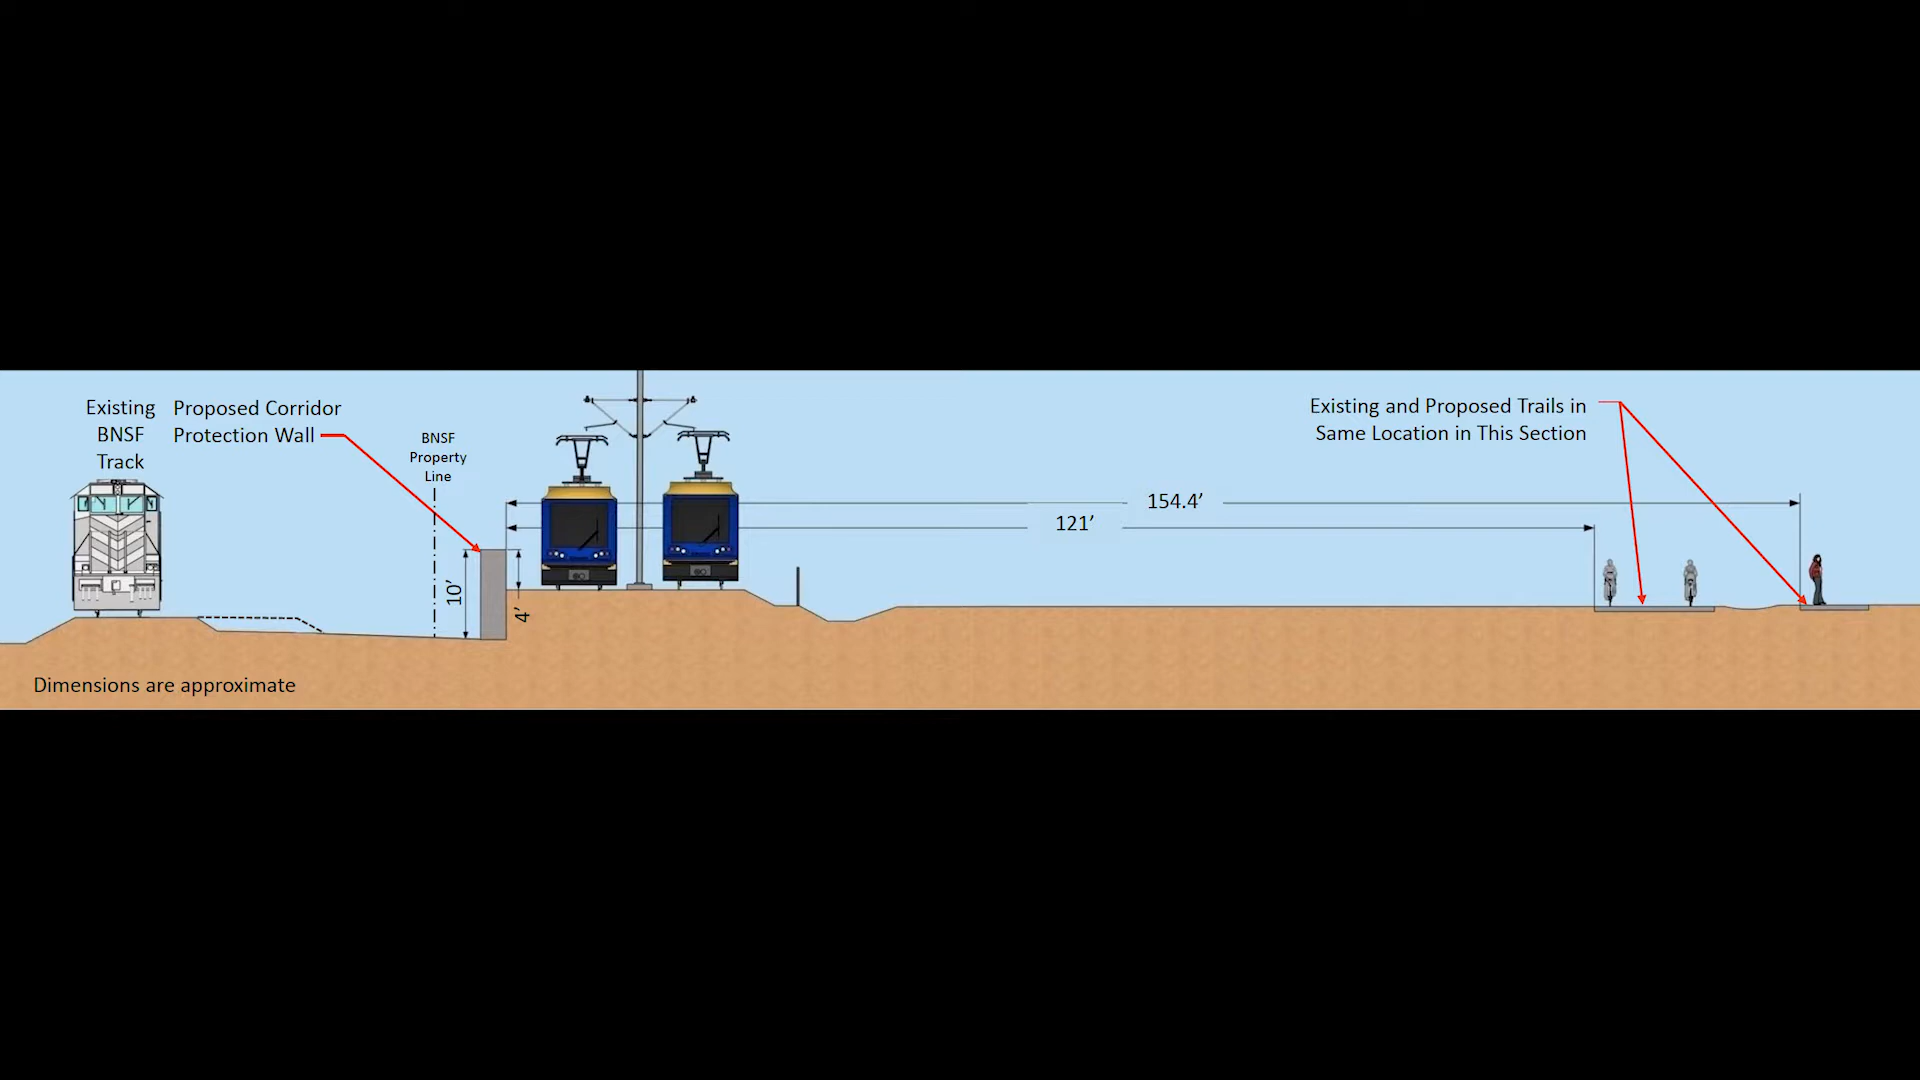 Existing
BNSF
Track
Proposed Corridor
Protection Wall
BNSF
Property
Line
10’
4’
154.4’
121’
Existing and Proposed Trails in
Same Location in This Section
Dimensions are approximate